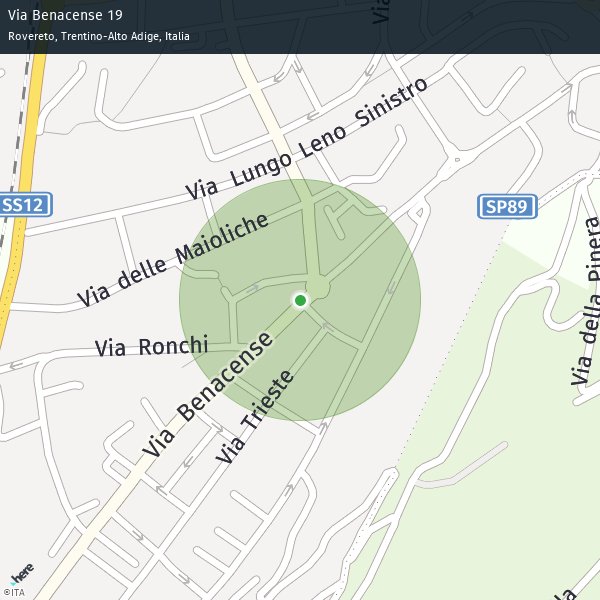 Via Benacense 19
Rovereto, Trentino-Alto Adige, Italia
Via
Via Lungo Leno Sinistro
SS12
SP89
Via delle Maioliche
Via della Pinera
Via Ronchi
Via Benacense
Via Trieste
here
©ITA
la